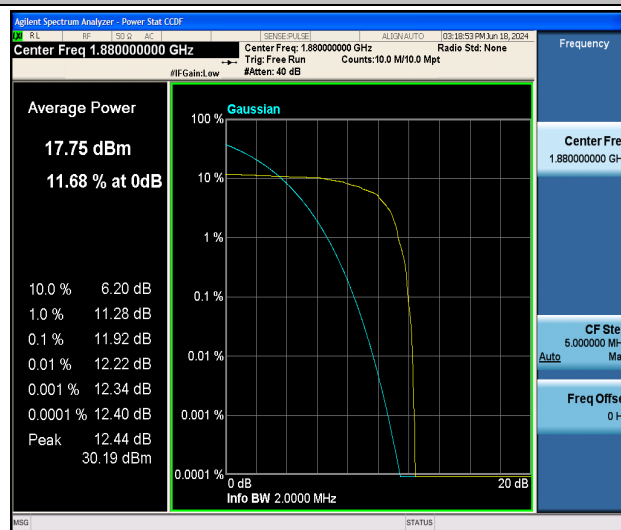 Agilent Spectrum Analyzer - Power Stat CCDF
LXI RL RF 50 Ω AC SENSE:PULSE ALIGN AUTO 03:18:53 PM Jun 18, 2024
Center Freq 1.880000000 GHz
Center Freq: 1.880000000 GHz Radio Std: None
Trig: Free Run Counts:10.0 M/10.0 Mpt
#IFGain:Low #Atten: 40 dB
Average Power
17.75 dBm
11.68 % at 0dB
10.0 % 6.20 dB
1.0 % 11.28 dB
0.1 % 11.92 dB
0.01 % 12.22 dB
0.001 % 12.34 dB
0.0001 % 12.40 dB
Peak 12.44 dB
30.19 dBm
Gaussian
100 %
10 %
1 %
0.1 %
0.01 %
0.001 %
0.0001 %
0 dB 20 dB
Info BW 2.0000 MHz
Frequency
Center Fre
1.880000000 GH
CF Ste
5.000000 MH
Auto Ma
Freq Offse
0 H
MSG STATUS